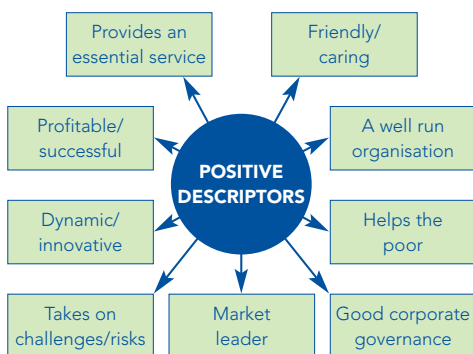 Provides an
essential service
Friendly/
caring
Profitable/
successful
POSITIVE
DESCRIPTORS
A well run
organisation
Dynamic/
innovative
Helps the
poor
Takes on
challenges/risks
Market
leader
Good corporate
governance